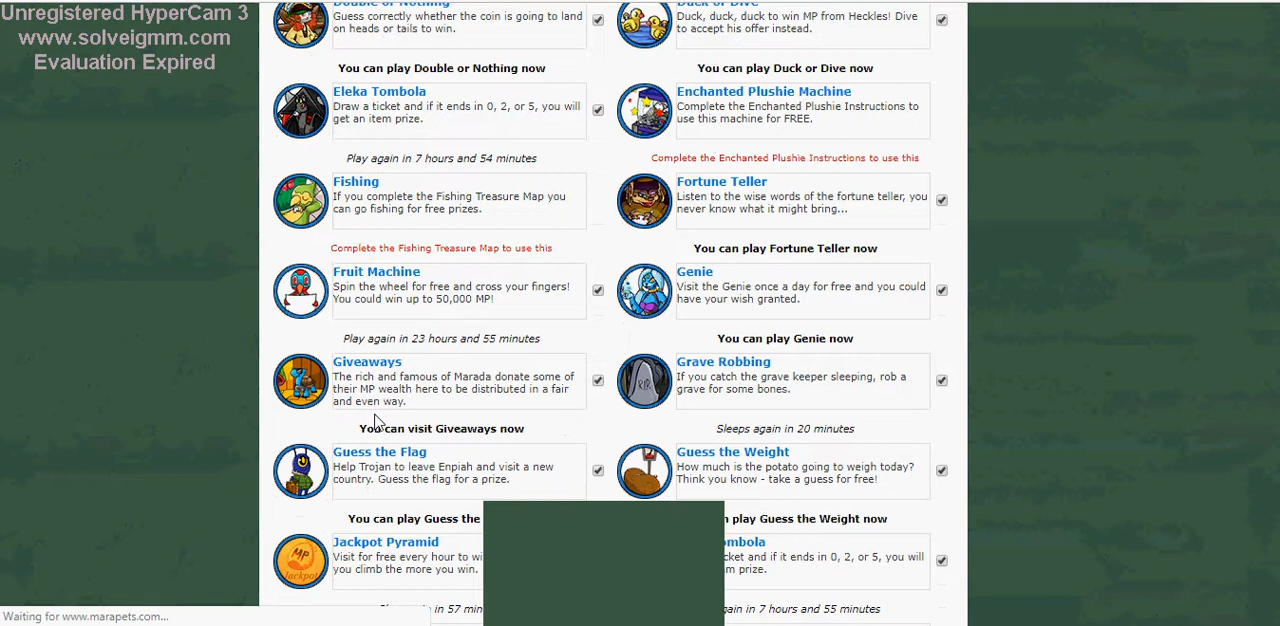 Unregistered HyperCam 3
www.solveigmm.com
Evaluation Expired
Double or Nothing
Guess correctly whether the coin is going to land
on heads or tails to win.
You can play Double or Nothing now
Duck or Dive
Duck, duck, duck to win MP from Heckles! Dive
to accept his offer instead.
You can play Duck or Dive now
Eleka Tombola
Draw a ticket and if it ends in 0, 2, or 5, you will
get an item prize.
Play again in 7 hours and 54 minutes
Enchanted Plushie Machine
Complete the Enchanted Plushie Instructions to
use this machine for FREE.
Complete the Enchanted Plushie Instructions to use this
Fishing
If you complete the Fishing Treasure Map you
can go fishing for free prizes.
Complete the Fishing Treasure Map to use this
Fortune Teller
Listen to the wise words of the fortune teller, you
never know what it might bring...
You can play Fortune Teller now
Fruit Machine
Spin the wheel for free and cross your fingers!
You could win up to 50,000 MP!
Play again in 23 hours and 55 minutes
Genie
Visit the Genie once a day for free and you could
have your wish granted.
You can play Genie now
Giveaways
The rich and famous of Marada donate some of
their MP wealth here to be distributed in a fair
and even way.
You can visit Giveaways now
Grave Robbing
If you catch the grave keeper sleeping, rob a
grave for some bones.
R.I.P
Sleeps again in 20 minutes
Guess the Flag
Help Trojan to leave Enpiah and visit a new
country. Guess the flag for a prize.
You can play Guess the
Guess the Weight
How much is the potato going to weigh today?
Think you know - take a guess for free!
play Guess the Weight now
Jackpot Pyramid
Visit for free every hour to wi
you climb the more you win.
MP
Jackpot
in 57 min
ombola
cket and if it ends in 0, 2, or 5, you will
m prize.
ain in 7 hours and 55 minutes
Waiting for www.marapets.com...